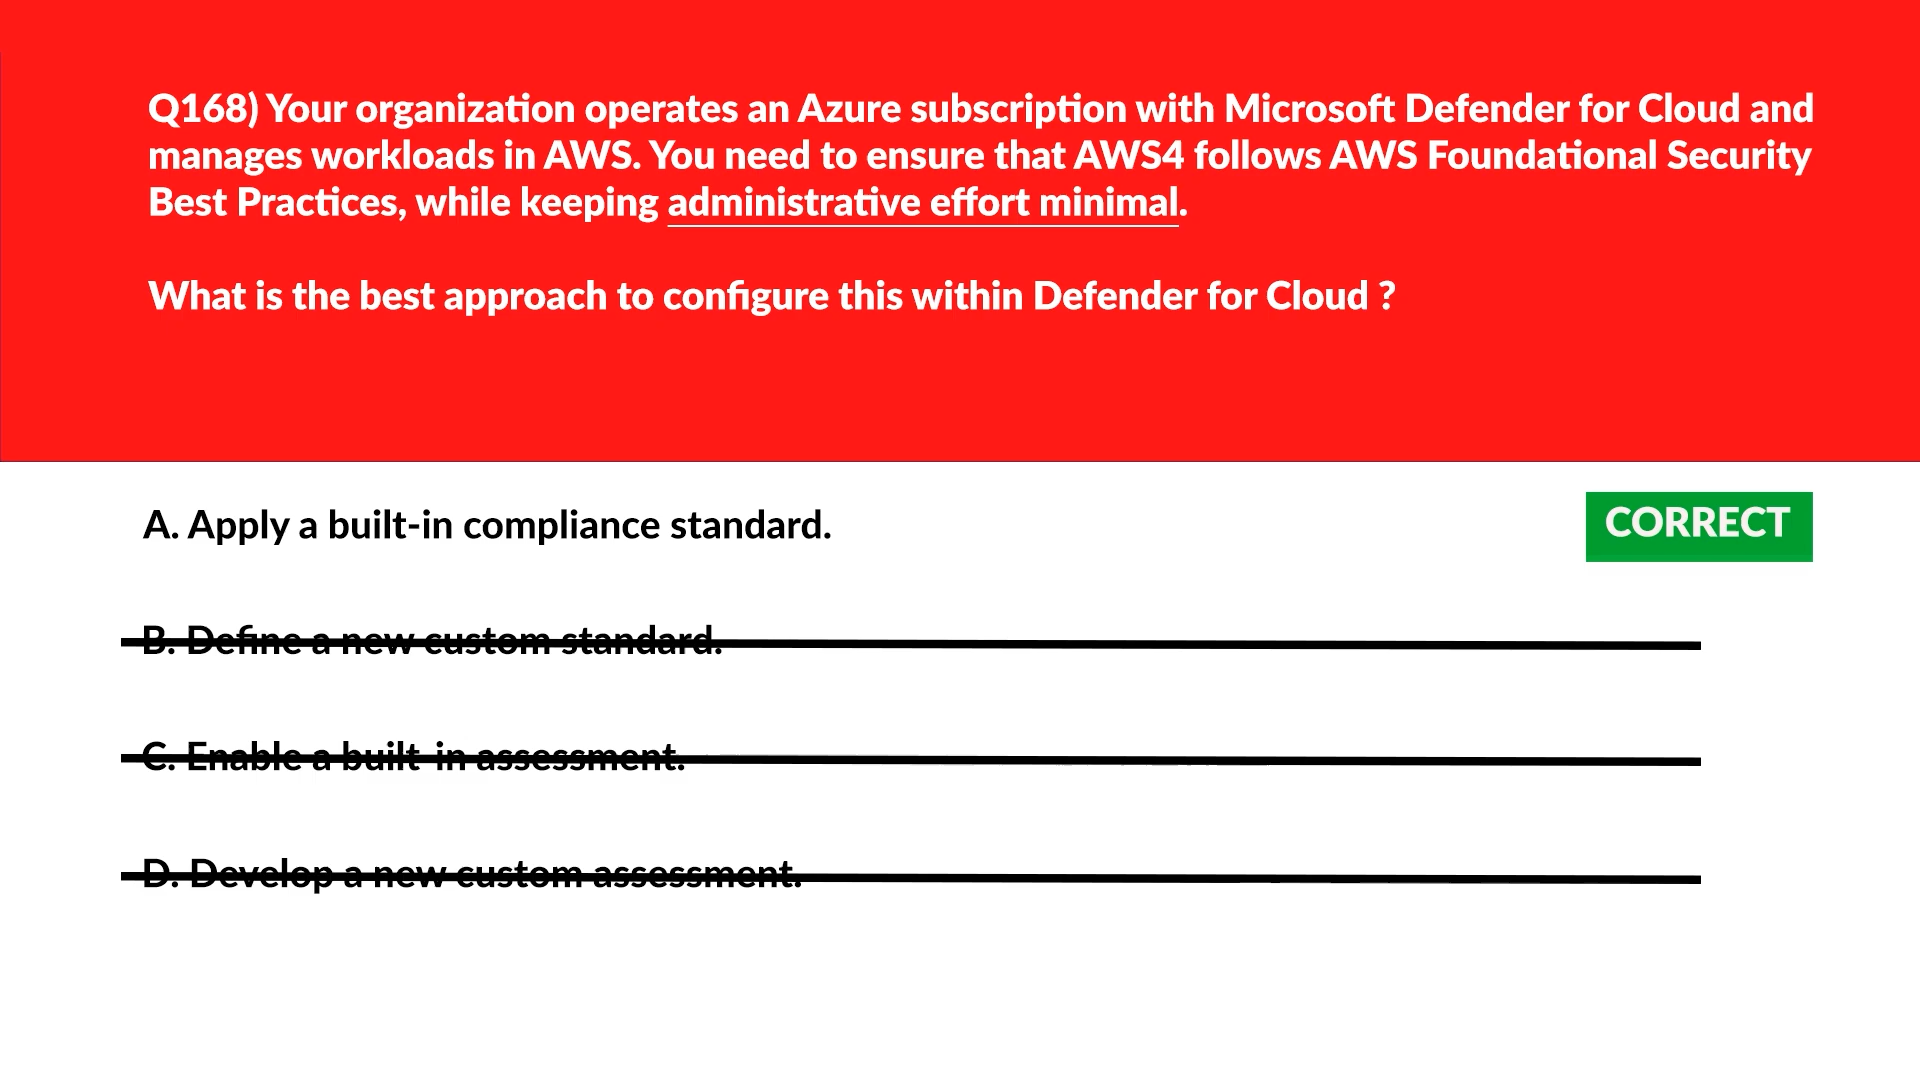 Q168) Your organization operates an Azure subscription with Microsoft Defender for Cloud and
manages workloads in AWS. You need to ensure that AWS4 follows AWS Foundational Security
Best Practices, while keeping administrative effort minimal.
What is the best approach to configure this within Defender for Cloud ?
A. Apply a built-in compliance standard.
CORRECT
B. Define a new custom standard.
C. Enable a built-in assessment.
D. Develop a new custom assessment.